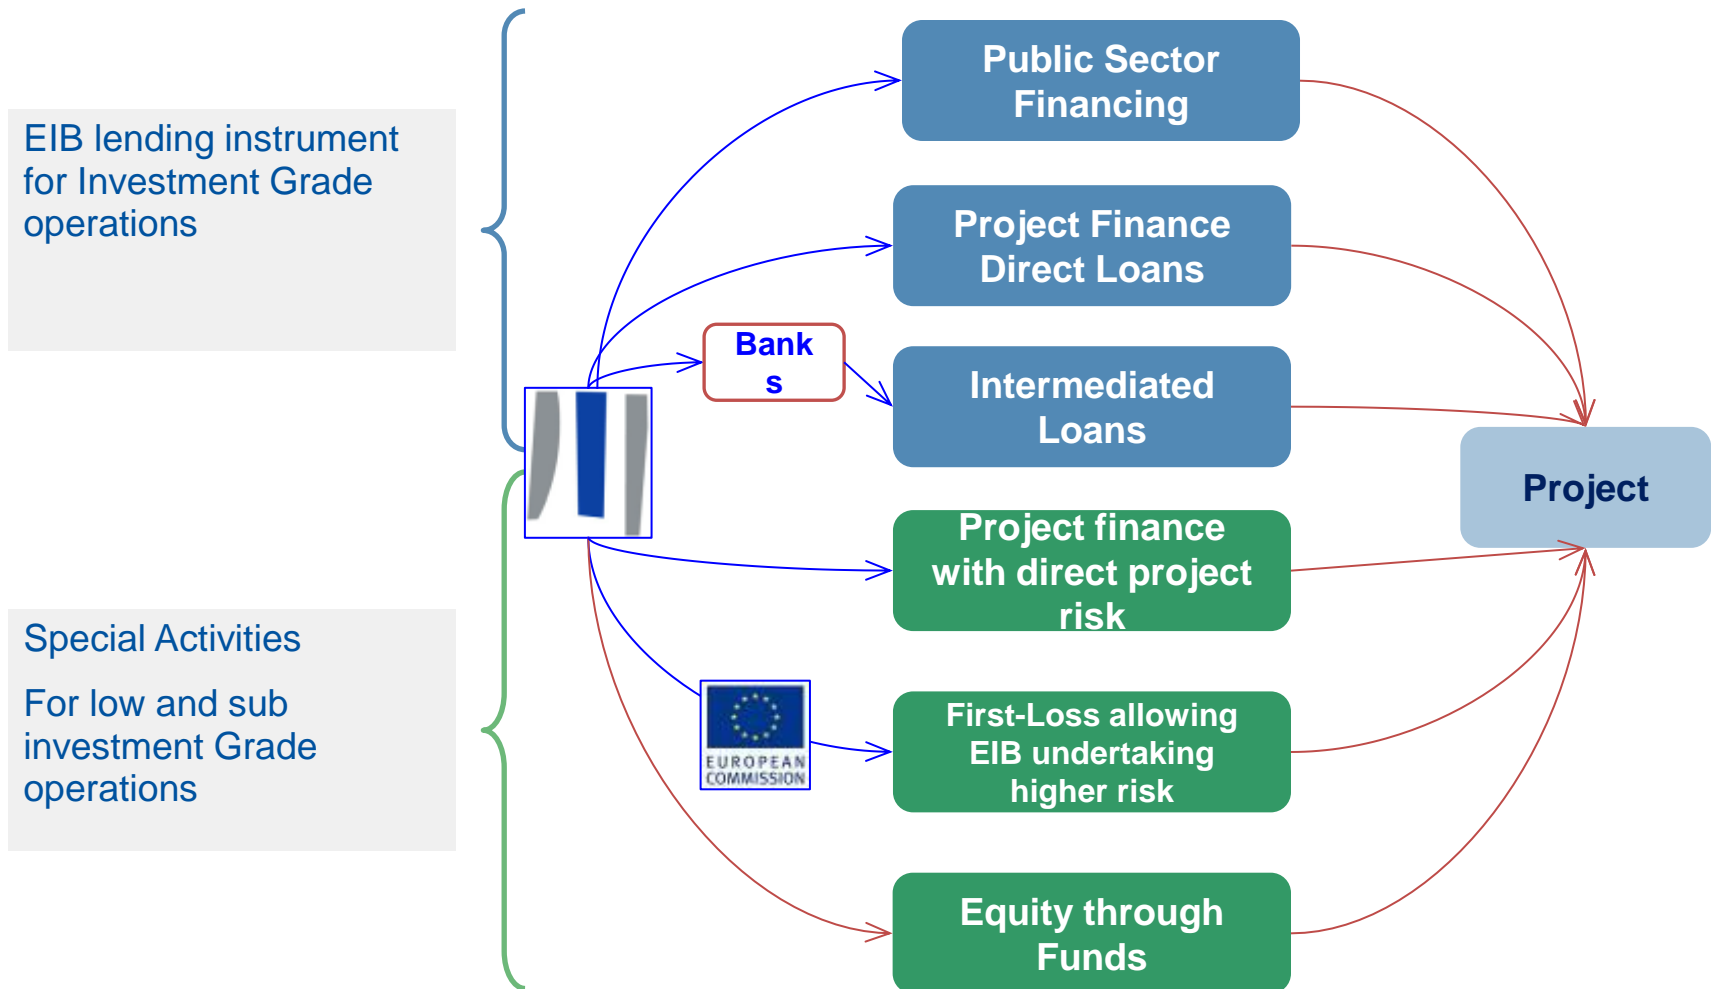 EIB lending instrument
for Investment Grade
operations
Special Activities
For low and sub
investment Grade
operations
Public Sector
Financing
Project Finance
Direct Loans
Bank
s
Intermediated
Loans
Project finance
with direct project
risk
EUROPEAN
COMMISSION
First-Loss allowing
EIB undertaking
higher risk
Equity through
Funds
Project